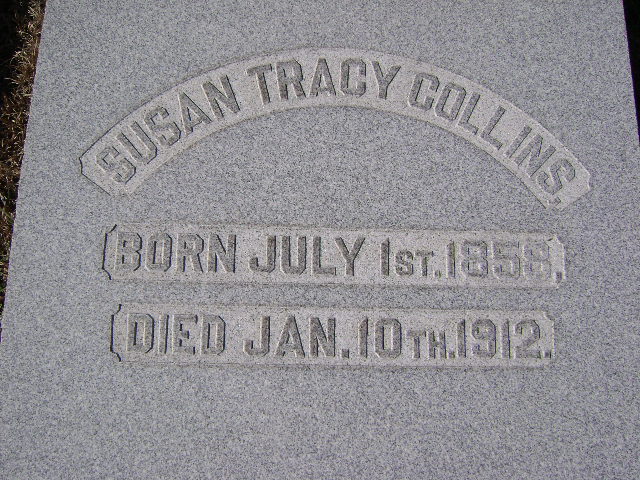 SUSAN TRACY COLLINS.
BORN JULY 1ST. 1858.
DIED JAN. 10TH. 1912.